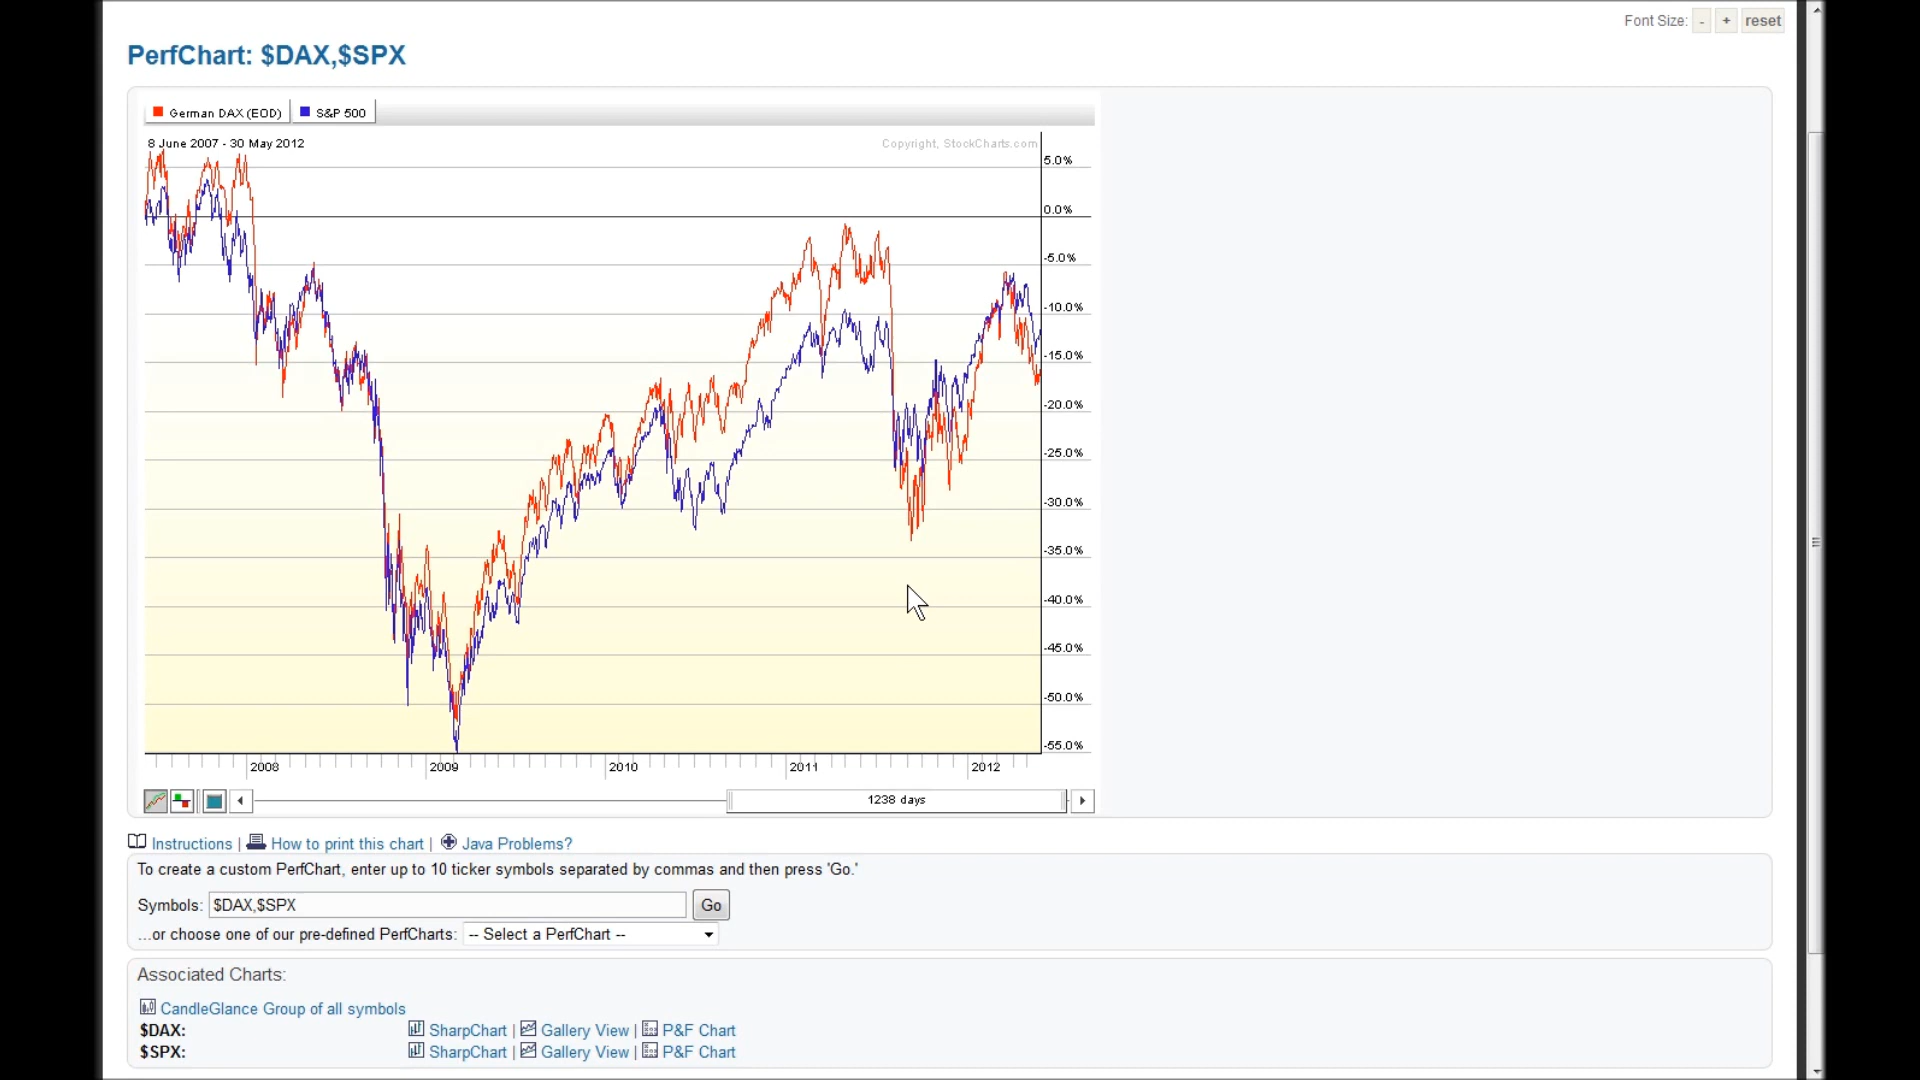 Font Size: - + reset
PerfChart: $DAX,$SPX
German DAX (EOD) S&P 500
8 June 2007 - 30 May 2012 Copyright, StockCharts.com
5.0%
0.0%
-5.0%
-10.0%
-15.0%
-20.0%
-25.0%
-30.0%
-35.0%
-40.0%
-45.0%
-50.0%
-55.0%
2008 2009 2010 2011 2012
1238 days
Instructions | How to print this chart | Java Problems?
To create a custom PerfChart, enter up to 10 ticker symbols separated by commas and then press 'Go.'
Symbols: $DAX,$SPX Go
...or choose one of our pre-defined PerfCharts: -- Select a PerfChart --
Associated Charts:
CandleGlance Group of all symbols
$DAX: SharpChart | Gallery View | P&F Chart
$SPX: SharpChart | Gallery View | P&F Chart